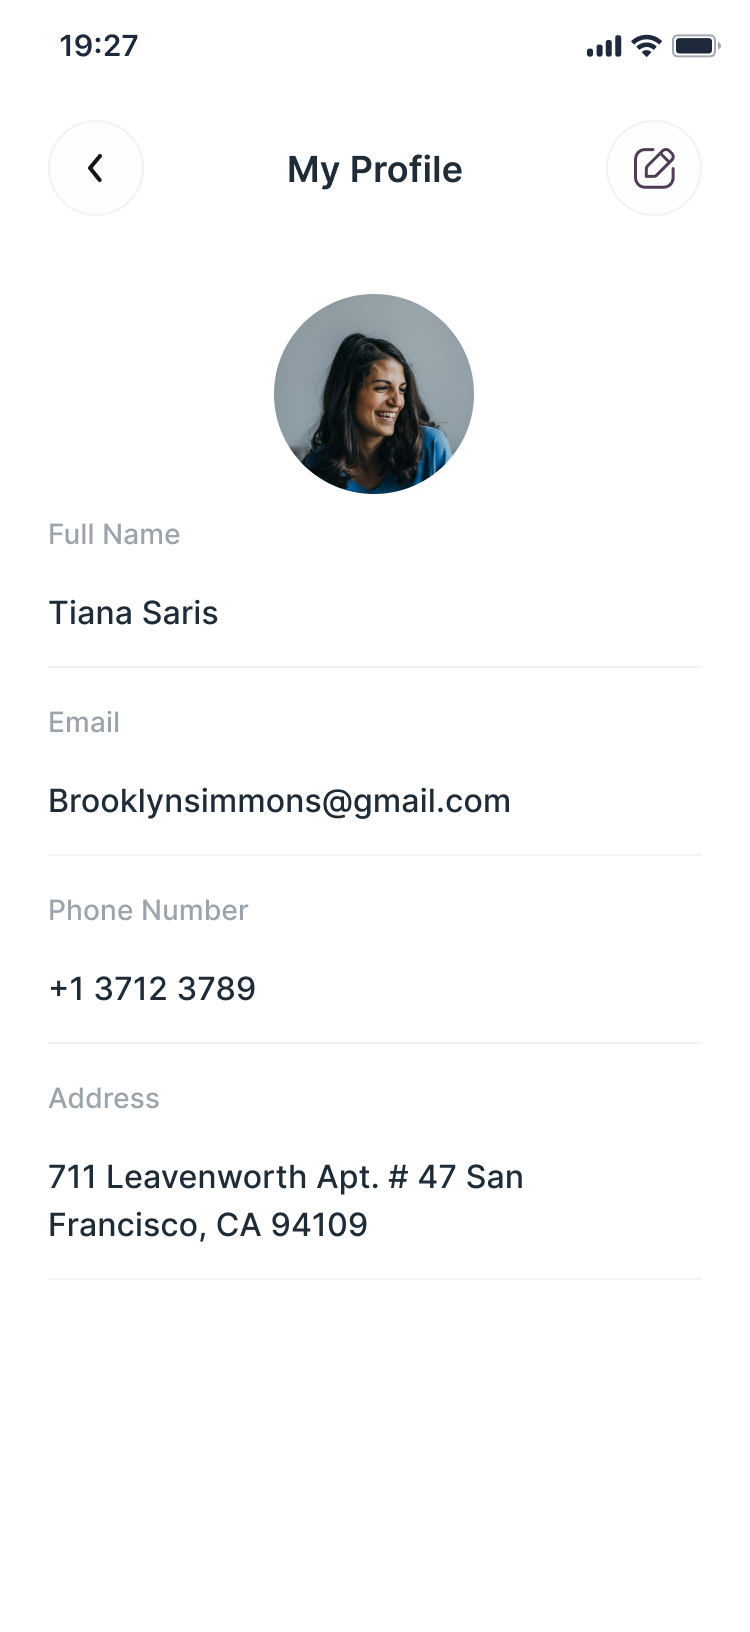 19:27
My Profile
Full Name
Tiana Saris
Email
Brooklynsimmons@gmail.com
Phone Number
+1 3712 3789
Address
711 Leavenworth Apt. # 47 San
Francisco, CA 94109